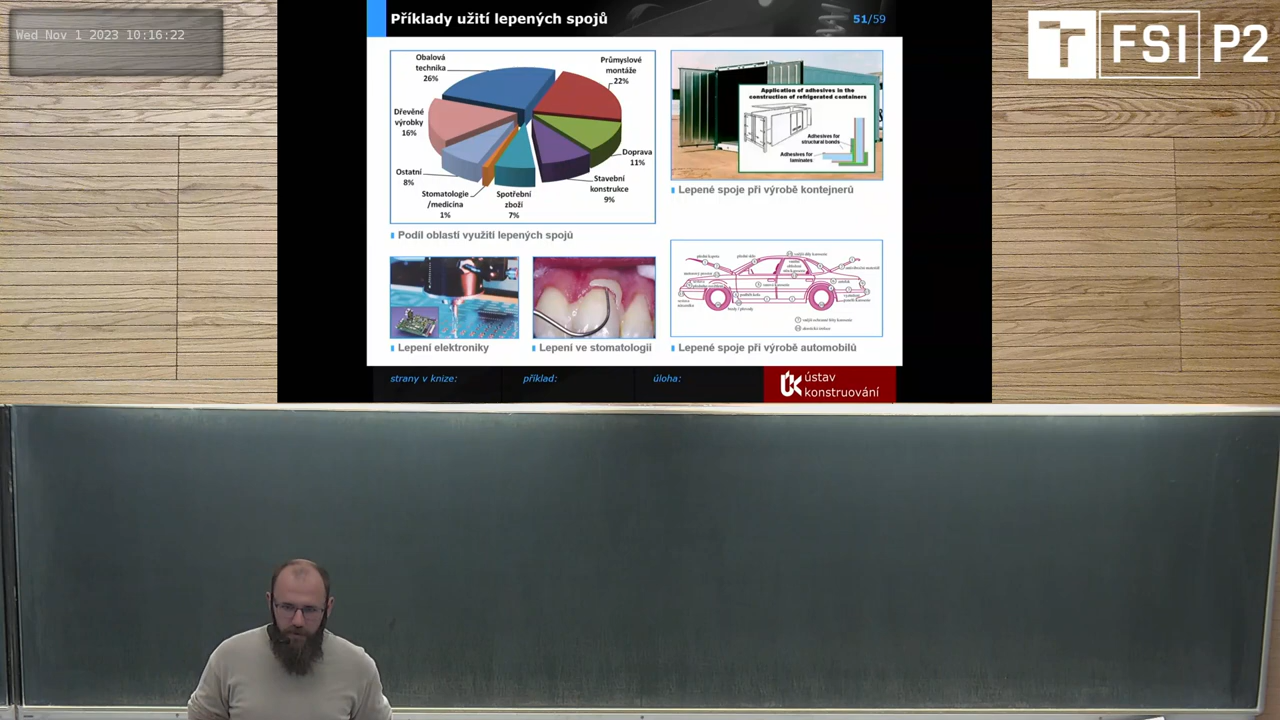 Wed Nov 1 2023 10:16:22
Příklady užití lepených spojů
51/59
FSI P2
Obalová
technika
26%
Průmyslové
montáže
22%
Dřevěné
výrobky
16%
Doprava
11%
Ostatní
8%
Stavební
konstrukce
9%
Stomatologie
/medicína
1%
Spotřební
zboží
7%
Podíl oblastí využití lepených spojů
Application of adhesives in the
construction of refrigerated containers
Adhesives for
structural bonds
Adhesives for
laminates
Lepené spoje při výrobě kontejnerů
Lepení elektroniky
Lepení ve stomatologii
Lepené spoje při výrobě automobilů
strany v knize:
příklad:
úloha:
ústav
konstruování